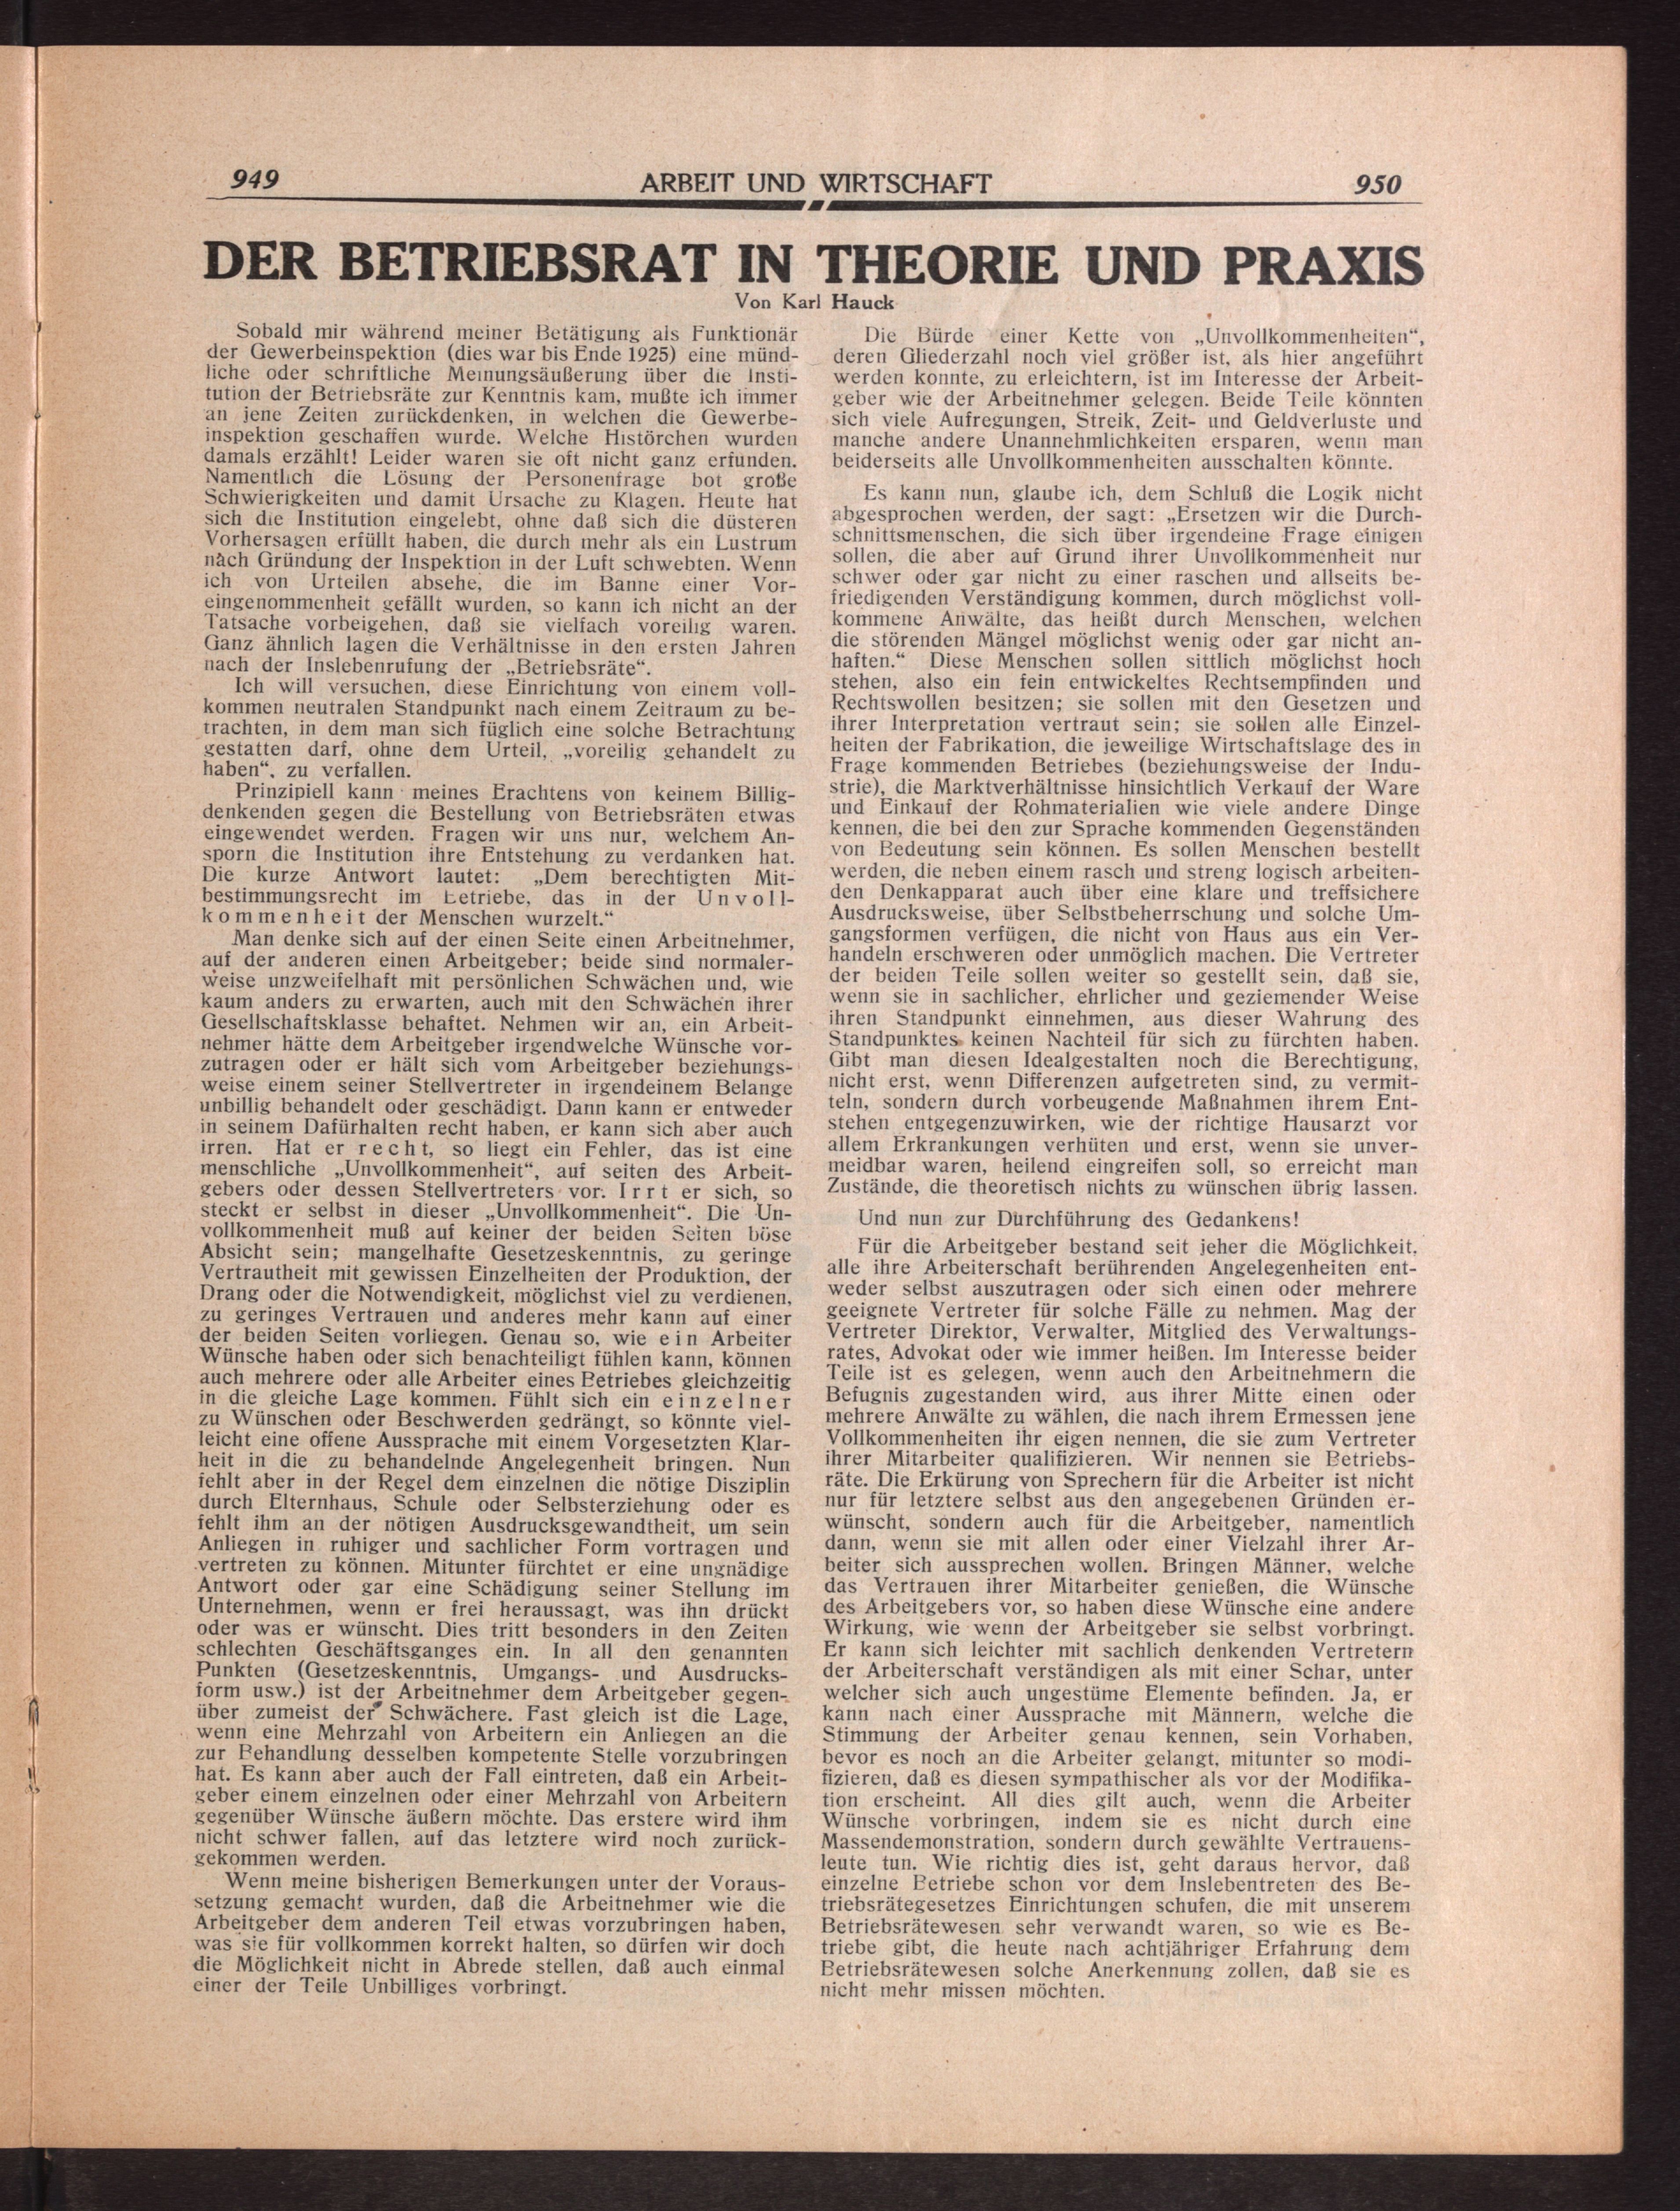 949
ARBEIT UND WIRTSCHAFT
950
DER BETRIEBSRAT IN THEORIE UND PRAXIS
Von Karl Hauck
Sobald mir während meiner Betätigung als Funktionär
der Gewerbeinspektion (dies war bis Ende 1925) eine münd-
liche oder schriftliche Meinungsäußerung über die Insti-
tution der Betriebsräte zur Kenntnis kam, mußte ich immer
an jene Zeiten zurückdenken, in welchen die Gewerbe-
inspektion geschaffen wurde. Welche Histörchen wurden
damals erzählt! Leider waren sie oft nicht ganz erfunden.
Namentlich die Lösung der Personenfrage bot große
Schwierigkeiten und damit Ursache zu Klagen. Heute hat
sich die Institution eingelebt, ohne daß sich die düsteren
Vorhersagen erfüllt haben, die durch mehr als ein Lustrum
nach Gründung der Inspektion in der Luft schwebten. Wenn
ich von Urteilen absehe, die im Banne einer Vor-
eingenommenheit gefällt wurden, so kann ich nicht an der
Tatsache vorbeigehen, daß sie vielfach voreilig waren.
Ganz ähnlich lagen die Verhältnisse in den ersten Jahren
nach der Inslebenrufung der „Betriebsräte“.
Ich will versuchen, diese Einrichtung von einem voll-
kommen neutralen Standpunkt nach einem Zeitraum zu be-
trachten, in dem man sich füglich eine solche Betrachtung
gestatten darf, ohne dem Urteil, „voreilig gehandelt zu
haben“, zu verfallen.
Prinzipiell kann meines Erachtens von keinem Billig-
denkenden gegen die Bestellung von Betriebsräten etwas
eingewendet werden. Fragen wir uns nur, welchem An-
sporn die Institution ihre Entstehung zu verdanken hat.
Die kurze Antwort lautet: „Dem berechtigten Mit-
bestimmungsrecht im Betriebe, das in der Unvoll-
kommenheit der Menschen wurzelt.“
Man denke sich auf der einen Seite einen Arbeitnehmer,
auf der anderen einen Arbeitgeber; beide sind normaler-
weise unzweifelhaft mit persönlichen Schwächen und, wie
kaum anders zu erwarten, auch mit den Schwächen ihrer
Gesellschaftsklasse behaftet. Nehmen wir an, ein Arbeit-
nehmer hätte dem Arbeitgeber irgendwelche Wünsche vor-
zutragen oder er hält sich vom Arbeitgeber beziehungs-
weise einem seiner Stellvertreter in irgendeinem Belange
unbillig behandelt oder geschädigt. Dann kann er entweder
in seinem Dafürhalten recht haben, er kann sich aber auch
irren. Hat er recht, so liegt ein Fehler, das ist eine
menschliche „Unvollkommenheit“, auf seiten des Arbeit-
gebers oder dessen Stellvertreters vor. Irrt er sich, so
steckt er selbst in dieser „Unvollkommenheit“. Die Un-
vollkommenheit muß auf keiner der beiden Seiten böse
Absicht sein; mangelhafte Gesetzeskenntnis, zu geringe
Vertrautheit mit gewissen Einzelheiten der Produktion, der
Drang oder die Notwendigkeit, möglichst viel zu verdienen,
zu geringes Vertrauen und anderes mehr kann auf einer
der beiden Seiten vorliegen. Genau so, wie ein Arbeiter
Wünsche haben oder sich benachteiligt fühlen kann, können
auch mehrere oder alle Arbeiter eines Betriebes gleichzeitig
in die gleiche Lage kommen. Fühlt sich ein einzelner
zu Wünschen oder Beschwerden gedrängt, so könnte viel-
leicht eine offene Aussprache mit einem Vorgesetzten Klar-
heit in die zu behandelnde Angelegenheit bringen. Nun
fehlt aber in der Regel dem einzelnen die nötige Disziplin
durch Elternhaus, Schule oder Selbsterziehung oder es
fehlt ihm an der nötigen Ausdrucksgewandtheit, um sein
Anliegen in ruhiger und sachlicher Form vortragen und
vertreten zu können. Mitunter fürchtet er eine ungnädige
Antwort oder gar eine Schädigung seiner Stellung im
Unternehmen, wenn er frei heraussagt, was ihn drückt
oder was er wünscht. Dies tritt besonders in den Zeiten
schlechten Geschäftsganges ein. In all den genannten
Punkten (Gesetzeskenntnis, Umgangs- und Ausdrucks-
form usw.) ist der Arbeitnehmer dem Arbeitgeber gegen-
über zumeist der Schwächere. Fast gleich ist die Lage,
wenn eine Mehrzahl von Arbeitern ein Anliegen an die
zur Behandlung desselben kompetente Stelle vorzubringen
hat. Es kann aber auch der Fall eintreten, daß ein Arbeit-
geber einem einzelnen oder einer Mehrzahl von Arbeitern
gegenüber Wünsche äußern möchte. Das erstere wird ihm
nicht schwer fallen, auf das letztere wird noch zurück-
gekommen werden.
Wenn meine bisherigen Bemerkungen unter der Voraus-
setzung gemacht wurden, daß die Arbeitnehmer wie die
Arbeitgeber dem anderen Teil etwas vorzubringen haben,
was sie für vollkommen korrekt halten, so dürfen wir doch
die Möglichkeit nicht in Abrede stellen, daß auch einmal
einer der Teile Unbilliges vorbringt.
Die Bürde einer Kette von „Unvollkommenheiten“,
deren Gliederzahl noch viel größer ist, als hier angeführt
werden konnte, zu erleichtern, ist im Interesse der Arbeit-
geber wie der Arbeitnehmer gelegen. Beide Teile könnten
sich viele Aufregungen, Streik, Zeit- und Geldverluste und
manche andere Unannehmlichkeiten ersparen, wenn man
beiderseits alle Unvollkommenheiten ausschalten könnte.
Es kann nun, glaube ich, dem Schluß die Logik nicht
abgesprochen werden, der sagt: „Ersetzen wir die Durch-
schnittsmenschen, die sich über irgendeine Frage einigen
sollen, die aber auf Grund ihrer Unvollkommenheit nur
schwer oder gar nicht zu einer raschen und allseits be-
friedigenden Verständigung kommen, durch möglichst voll-
kommene Anwälte, das heißt durch Menschen, welchen
die störenden Mängel möglichst wenig oder gar nicht an-
haften.“ Diese Menschen sollen sittlich möglichst hoch
stehen, also ein fein entwickeltes Rechtsempfinden und
Rechtswollen besitzen; sie sollen mit den Gesetzen und
ihrer Interpretation vertraut sein; sie sollen alle Einzel-
heiten der Fabrikation, die jeweilige Wirtschaftslage des in
Frage kommenden Betriebes (beziehungsweise der Indu-
strie), die Marktverhältnisse hinsichtlich Verkauf der Ware
und Einkauf der Rohmaterialien wie viele andere Dinge
kennen, die bei den zur Sprache kommenden Gegenständen
von Bedeutung sein können. Es sollen Menschen bestellt
werden, die neben einem rasch und streng logisch arbeiten-
den Denkapparat auch über eine klare und treffsichere
Ausdrucksweise, über Selbstbeherrschung und solche Um-
gangsformen verfügen, die nicht von Haus aus ein Ver-
handeln erschweren oder unmöglich machen. Die Vertreter
der beiden Teile sollen weiter so gestellt sein, daß sie,
wenn sie in sachlicher, ehrlicher und geziemender Weise
ihren Standpunkt einnehmen, aus dieser Wahrung des
Standpunktes keinen Nachteil für sich zu fürchten haben.
Gibt man diesen Idealgestalten noch die Berechtigung,
nicht erst, wenn Differenzen aufgetreten sind, zu vermit-
teln, sondern durch vorbeugende Maßnahmen ihrem Ent-
stehen entgegenzuwirken, wie der richtige Hausarzt vor
allem Erkrankungen verhüten und erst, wenn sie unver-
meidbar waren, heilend eingreifen soll, so erreicht man
Zustände, die theoretisch nichts zu wünschen übrig lassen.
Und nun zur Durchführung des Gedankens!
Für die Arbeitgeber bestand seit jeher die Möglichkeit,
alle ihre Arbeiterschaft berührenden Angelegenheiten ent-
weder selbst auszutragen oder sich einen oder mehrere
geeignete Vertreter für solche Fälle zu nehmen. Mag der
Vertreter Direktor, Verwalter, Mitglied des Verwaltungs-
rates, Advokat oder wie immer heißen. Im Interesse beider
Teile ist es gelegen, wenn auch den Arbeitnehmern die
Befugnis zugestanden wird, aus ihrer Mitte einen oder
mehrere Anwälte zu wählen, die nach ihrem Ermessen jene
Vollkommenheiten ihr eigen nennen, die sie zum Vertreter
ihrer Mitarbeiter qualifizieren. Wir nennen sie Betriebs-
räte. Die Erkürung von Sprechern für die Arbeiter ist nicht
nur für letztere selbst aus den angegebenen Gründen er-
wünscht, sondern auch für die Arbeitgeber, namentlich
dann, wenn sie mit allen oder einer Vielzahl ihrer Ar-
beiter sich aussprechen wollen. Bringen Männer, welche
das Vertrauen ihrer Mitarbeiter genießen, die Wünsche
des Arbeitgebers vor, so haben diese Wünsche eine andere
Wirkung, wie wenn der Arbeitgeber sie selbst vorbringt.
Er kann sich leichter mit sachlich denkenden Vertretern
der Arbeiterschaft verständigen als mit einer Schar, unter
welcher sich auch ungestüme Elemente befinden. Ja, er
kann nach einer Aussprache mit Männern, welche die
Stimmung der Arbeiter genau kennen, sein Vorhaben,
bevor es noch an die Arbeiter gelangt, mitunter so modi-
fizieren, daß es diesen sympathischer als vor der Modifika-
tion erscheint. All dies gilt auch, wenn die Arbeiter
Wünsche vorbringen, indem sie es nicht durch eine
Massendemonstration, sondern durch gewählte Vertrauens-
leute tun. Wie richtig dies ist, geht daraus hervor, daß
einzelne Betriebe schon vor dem Inslebentreten des Be-
triebsrätegesetzes Einrichtungen schufen, die mit unserem
Betriebsrätewesen sehr verwandt waren, so wie es Be-
triebe gibt, die heute nach achtjähriger Erfahrung dem
Betriebsrätewesen solche Anerkennung zollen, daß sie es
nicht mehr missen möchten.